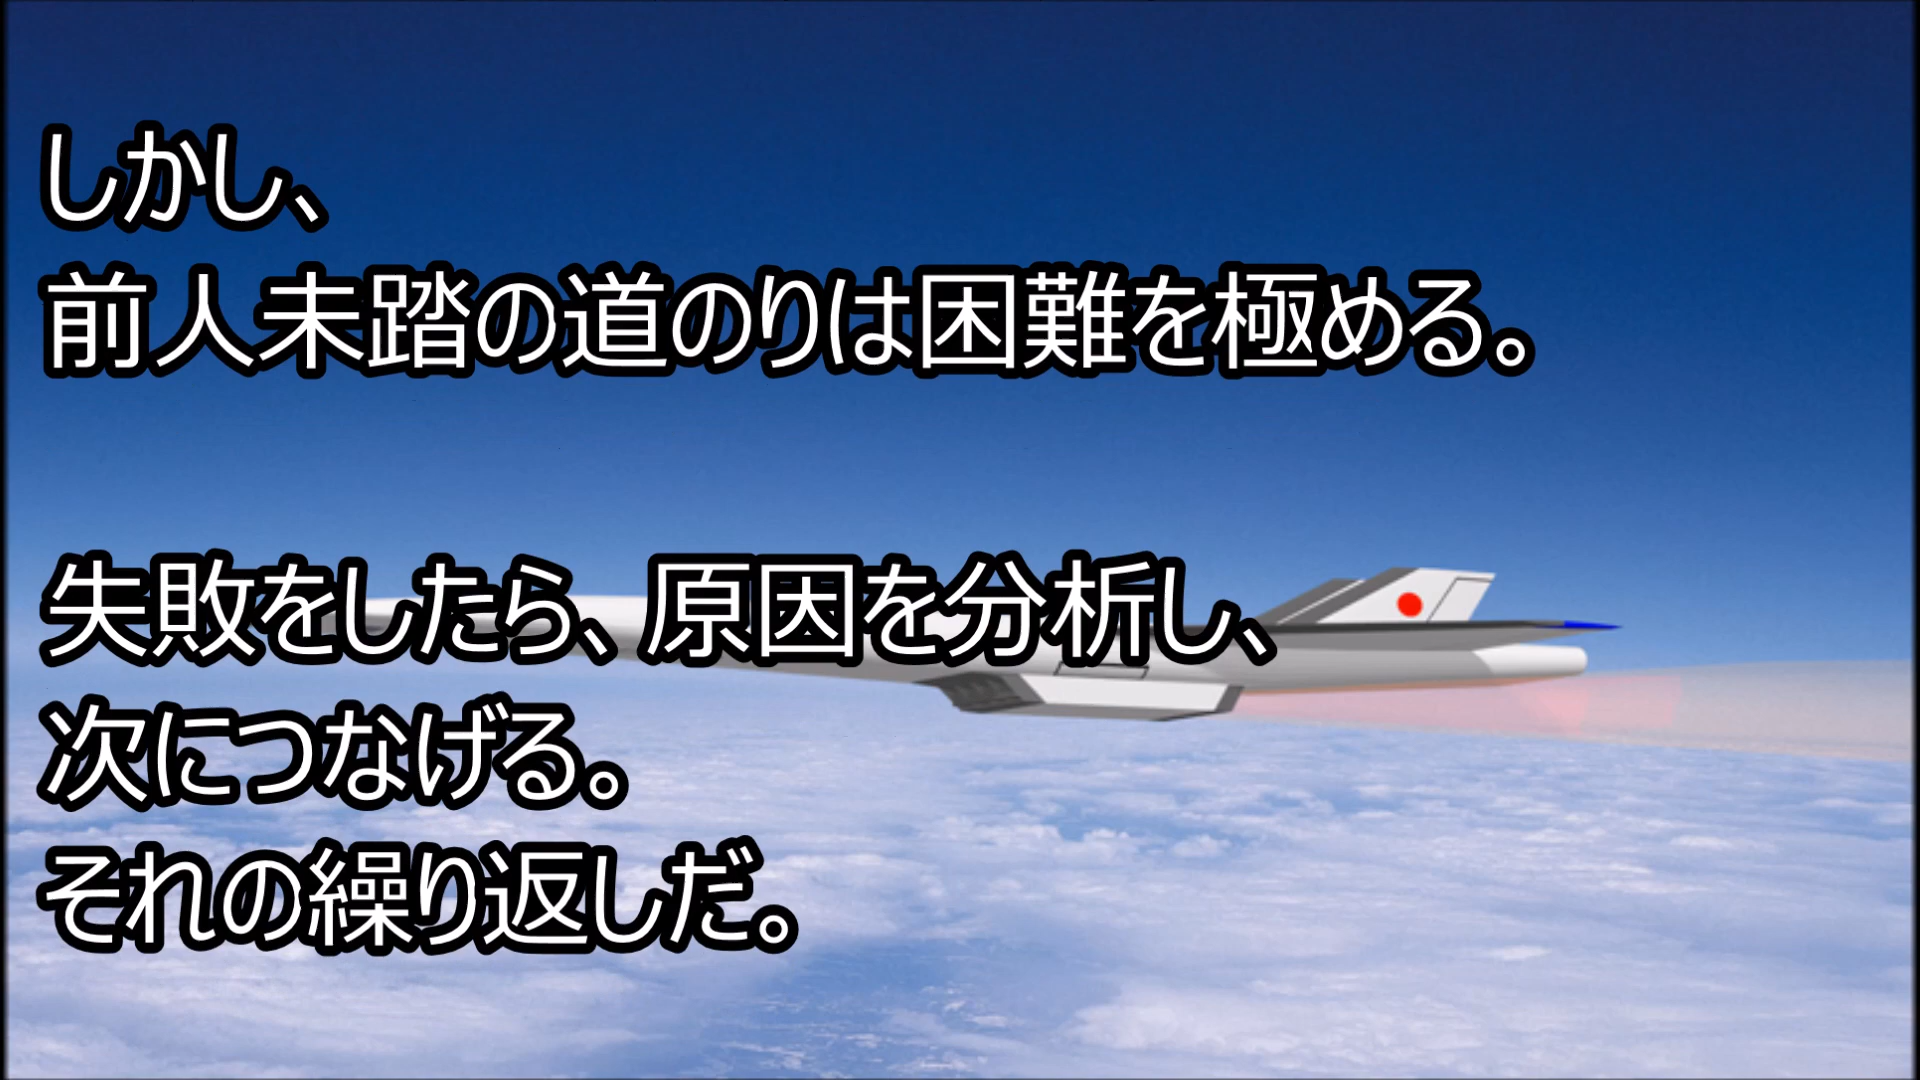 しかし、
前人未踏の道のりは困難を極める。
失敗をしたら、原因を分析し、
次につなげる。
それの繰り返しだ。